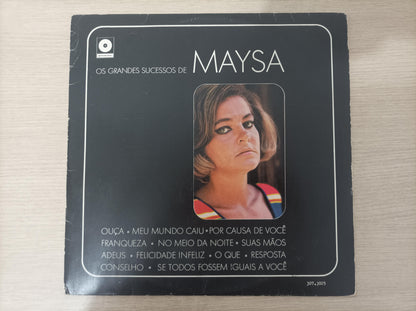 OS GRANDES SUCESSOS DE MAYSA
OUÇA • MEU MUNDO CAIU • POR CAUSA DE VOCÊ
FRANQUEZA • NO MEIO DA NOITE • SUAS MÃOS
ADEUS • FELICIDADE INFELIZ • O QUE • RESPOSTA
CONSELHO • SE TODOS FOSSEM IGUAIS A VOCÊ